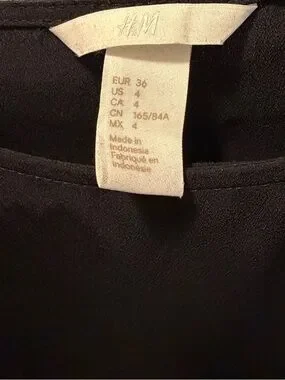 H&M
EUR 36
US 4
CA 4
CN 165/84A
MX 4
Made in
Indonesia
Fabriqué en
Indonésie